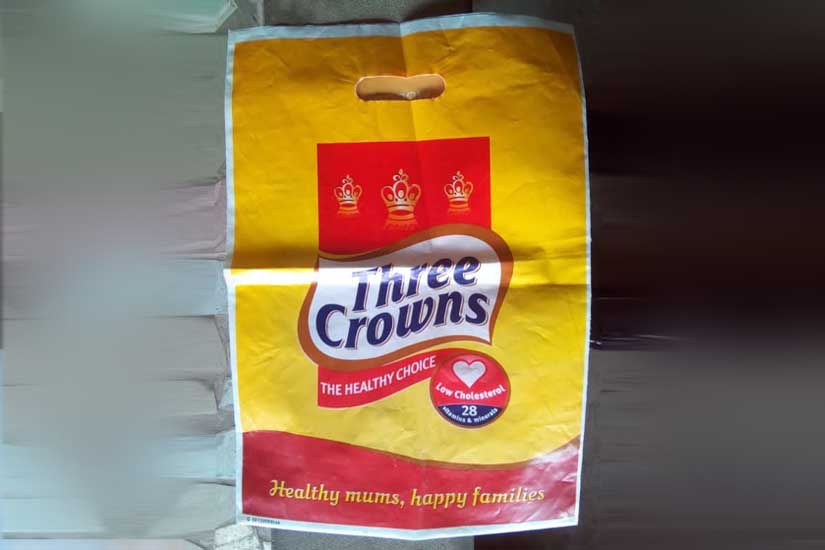 Three
Crowns
THE HEALTHY CHOICE
Low Cholesterol
28
vitamins & minerals
Healthy mums, happy families